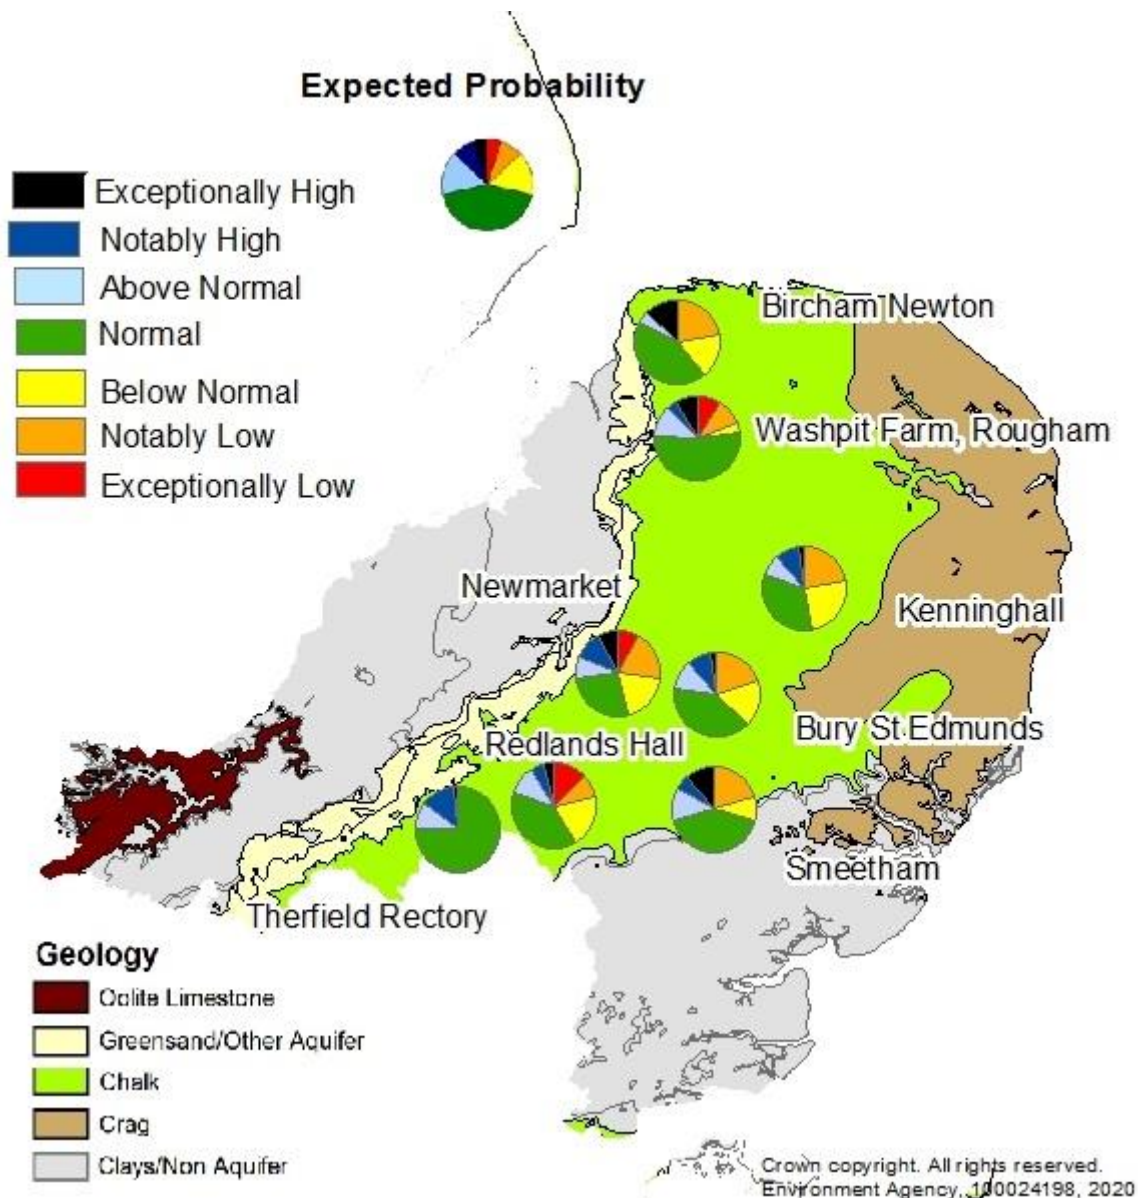 Expected Probability
Exceptionally High
Notably High
Above Normal
Normal
Below Normal
Notably Low
Exceptionally Low
Bircham Newton
Washpit Farm, Rougham
Newmarket
Kenninghall
Redlands Hall
Bury St Edmunds
Smeetham
Therfield Rectory
Geology
Oolite Limestone
Greensand/Other Aquifer
Chalk
Crag
Clays/Non Aquifer
Crown copyright. All rights reserved.
Environment Agency, 100024198, 2020